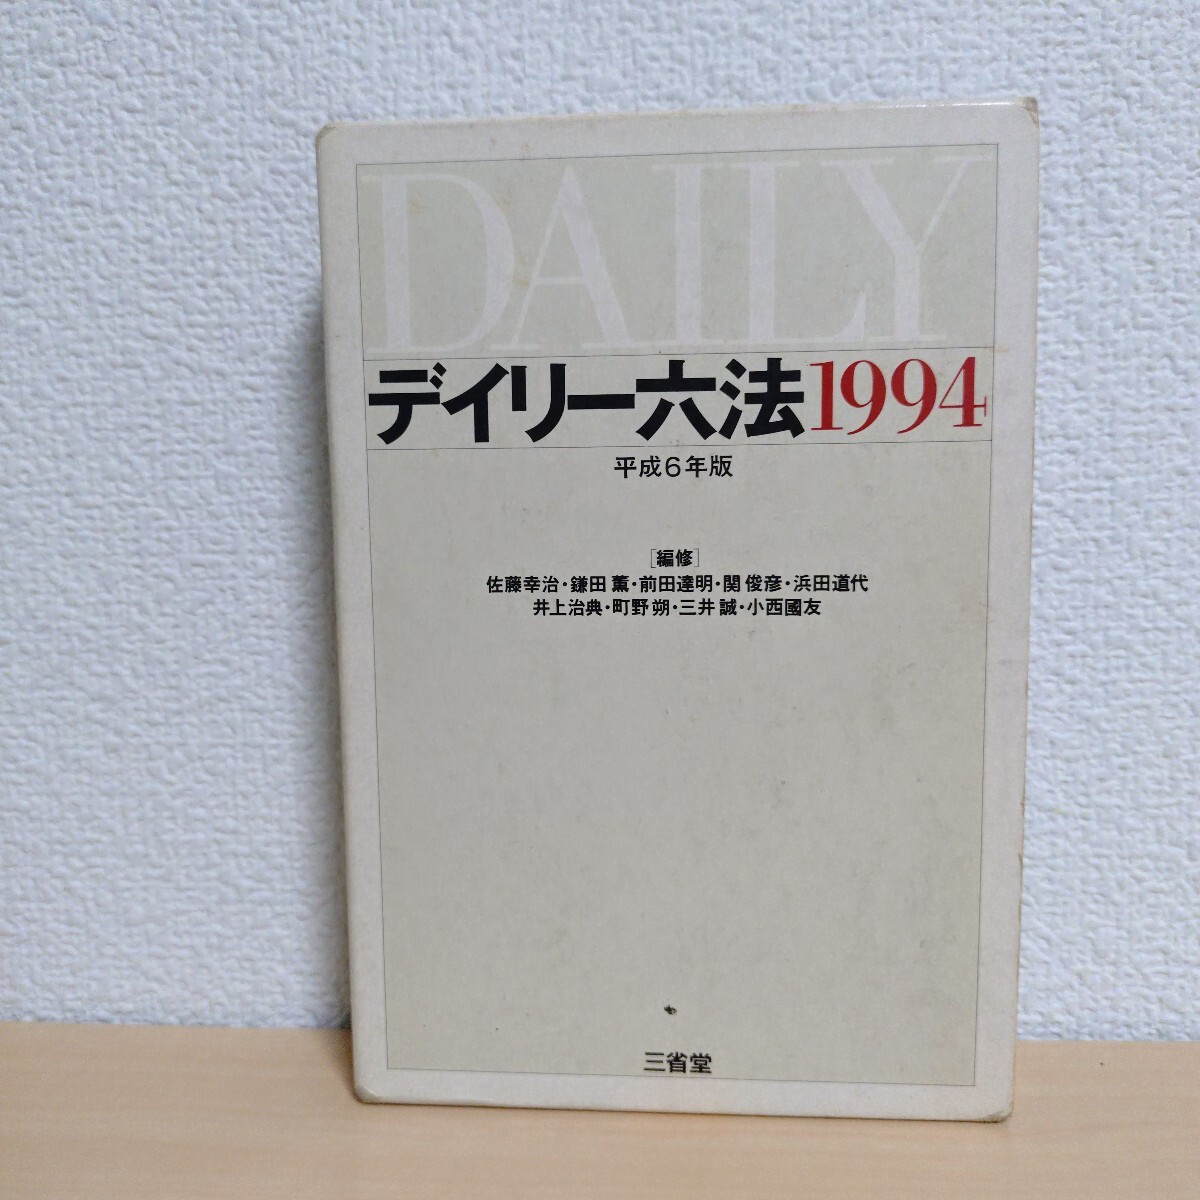 DAILY
デイリー六法1994
平成6年版
[編修]
佐藤幸治・鎌田 薫・前田達明・関 俊彦・浜田道代
井上治典・町野 朔・三井 誠・小西國友
三省堂